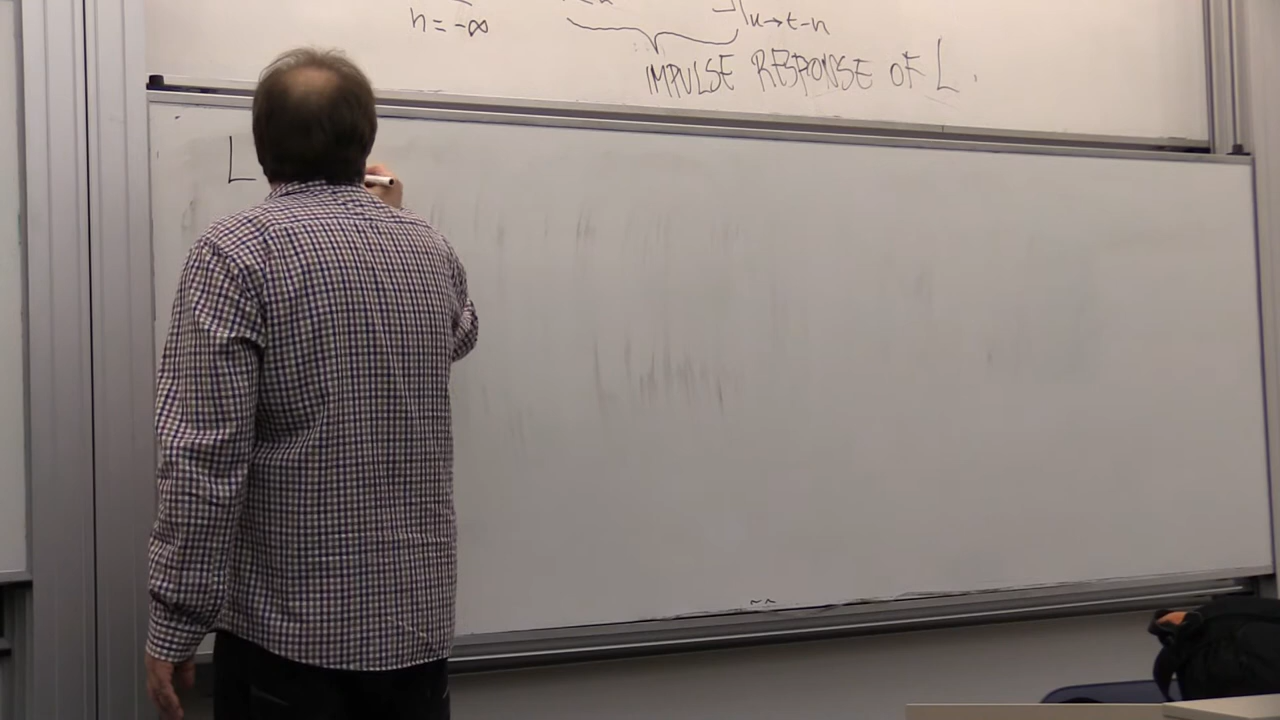 n = -∞
u→t-n
IMPULSE RESPONSE OF L.
L